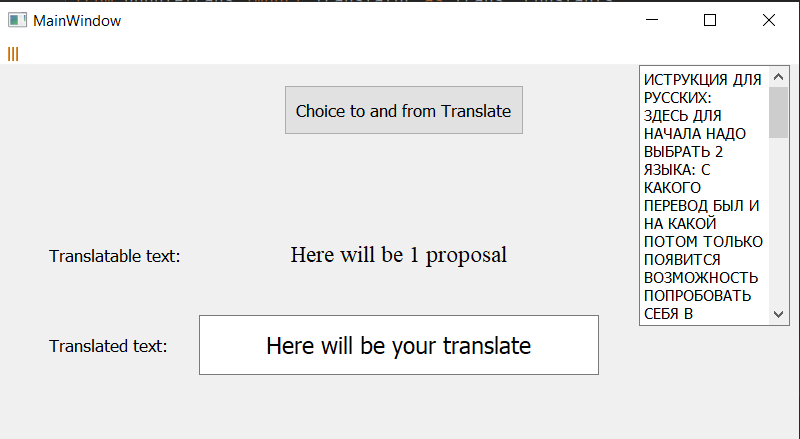 MainWindow
Choice to and from Translate
Translatable text:
Here will be 1 proposal
Translated text:
Here will be your translate
ИСТРУКЦИЯ ДЛЯ
РУССКИХ:
ЗДЕСЬ ДЛЯ
НАЧАЛА НАДО
ВЫБРАТЬ 2
ЯЗЫКА: С
КАКОГО
ПЕРЕВОД БЫЛ И
НА КАКОЙ
ПОТОМ ТОЛЬКО
ПОЯВИТСЯ
ВОЗМОЖНОСТЬ
ПОПРОБОВАТЬ
СЕБЯ В